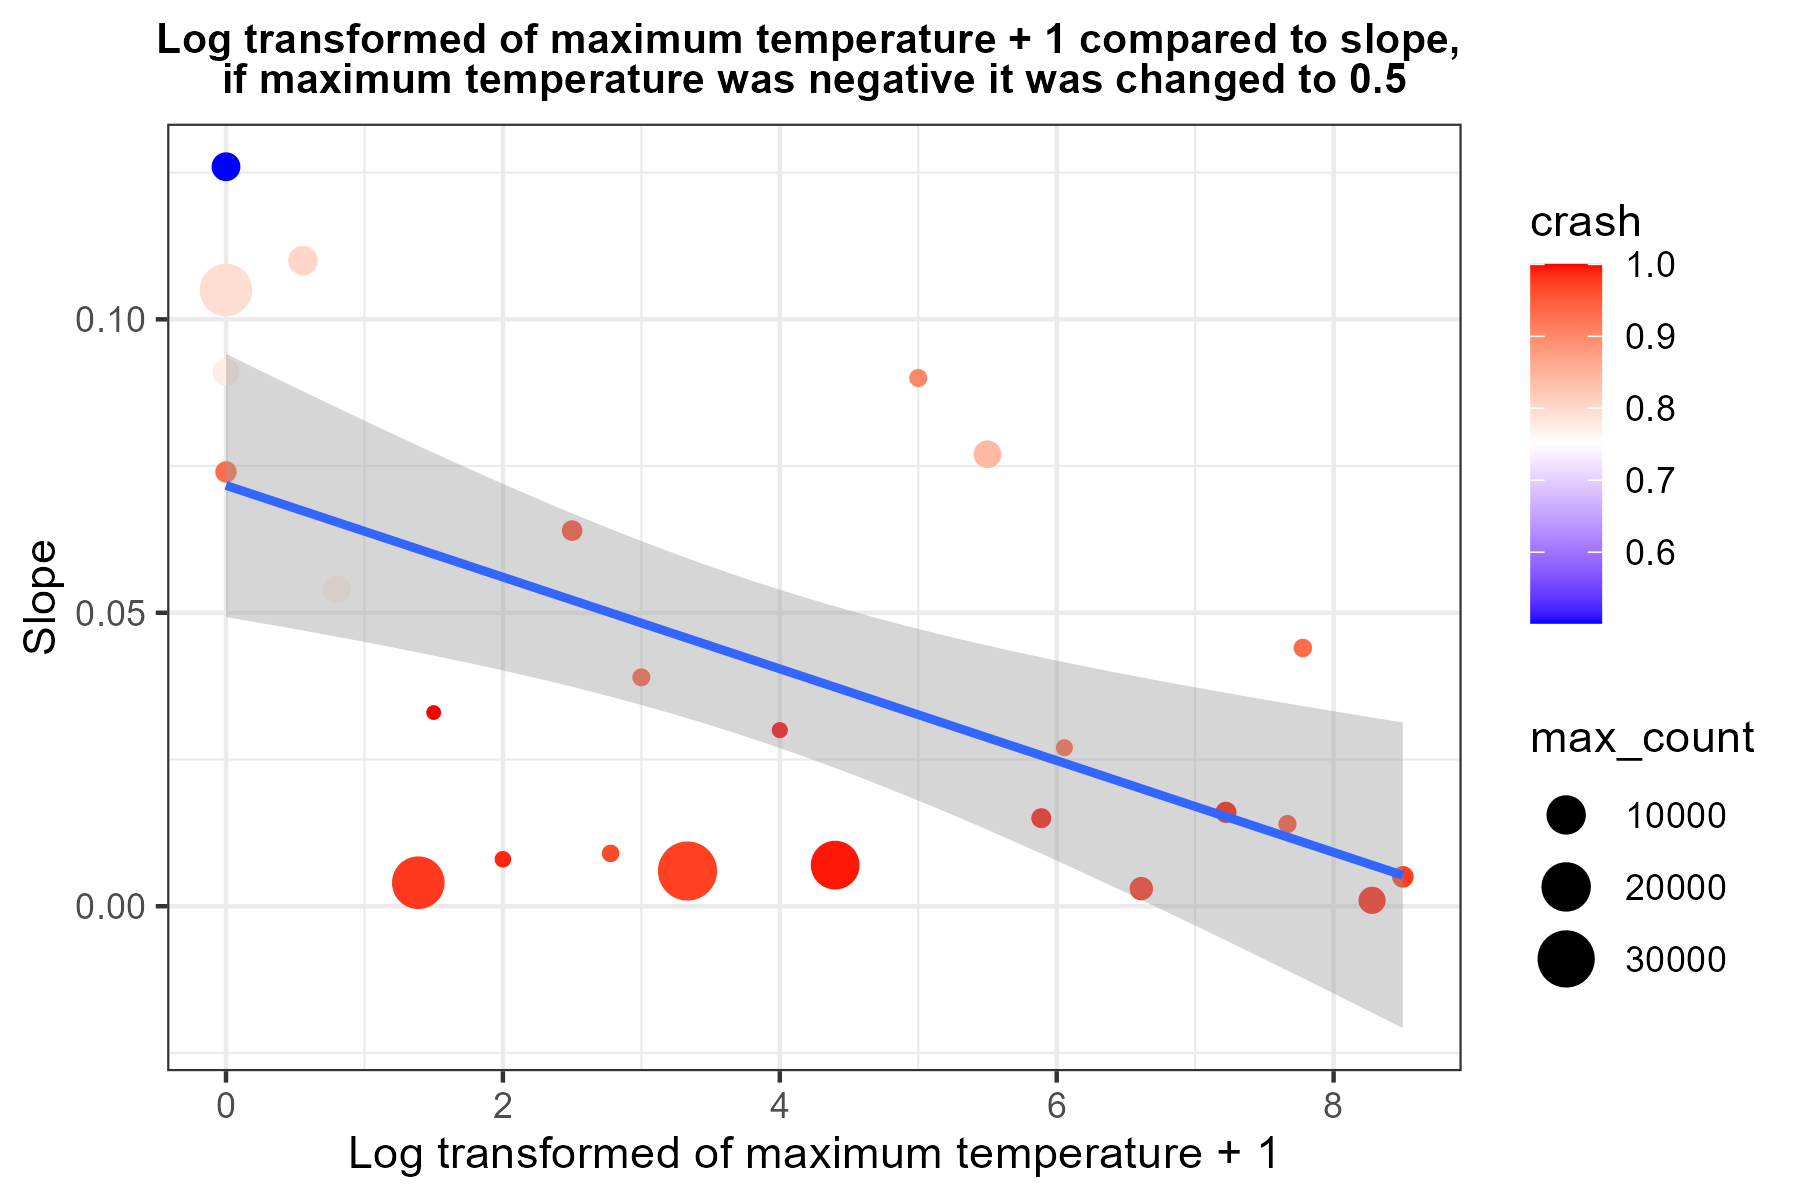 Log transformed of maximum temperature + 1 compared to slope,
if maximum temperature was negative it was changed to 0.5
Slope
0.10
0.05
0.00
0
2
4
6
8
Log transformed of maximum temperature + 1
crash
1.0
0.9
0.8
0.7
0.6
max_count
10000
20000
30000